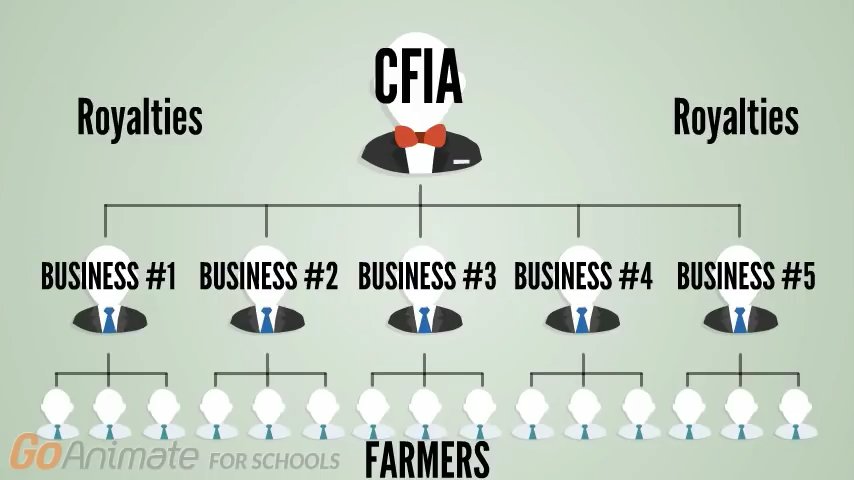 CFIA
Royalties
Royalties
BUSINESS #1
BUSINESS #2
BUSINESS #3
BUSINESS #4
BUSINESS #5
GoAnimate FOR SCHOOLS
FARMERS